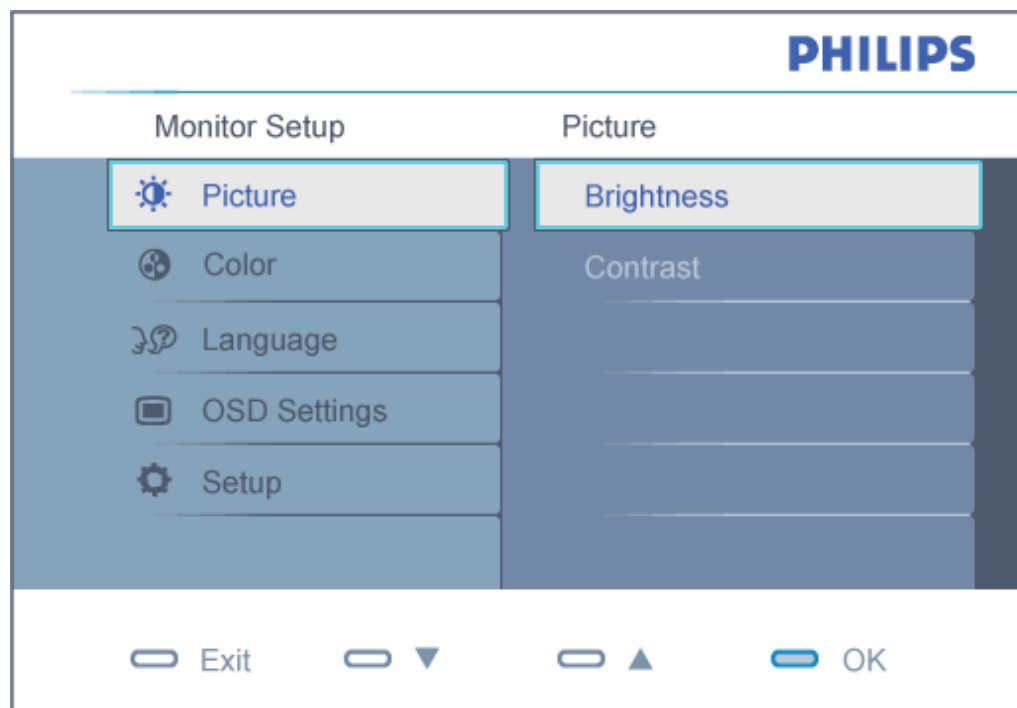 PHILIPS
Monitor Setup Picture
Picture Brightness
Color Contrast
Language
OSD Settings
Setup
Exit ▼ ▲ OK